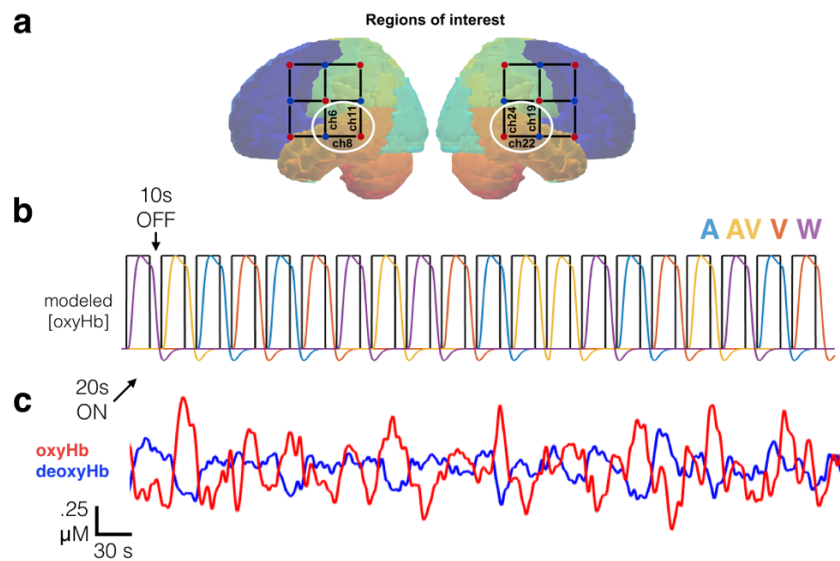 a
Regions of interest
ch6 ch11
ch8
ch24 ch19
ch22
b
10s
OFF
A AV V W
modeled
[oxyHb]
20s
ON
c
oxyHb
deoxyHb
.25
μM
30 s